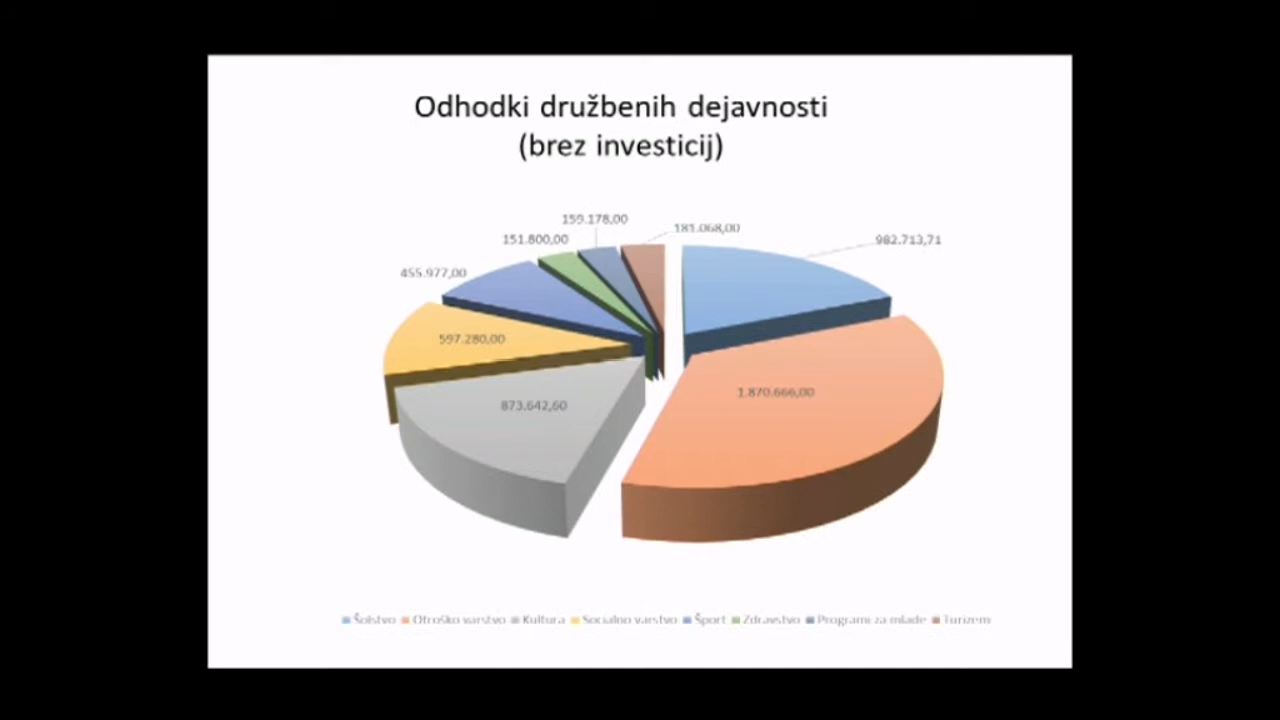 Odhodki družbenih dejavnosti
(brez investicij)
159.178,00
181.068,00
151.800,00
982.713,71
455.977,00
597.280,00
1.870.666,00
873.642,60
Šolstvo Otroško varstvo Kultura Socialno varstvo Šport Zdravstvo Programi za mlade Turizem